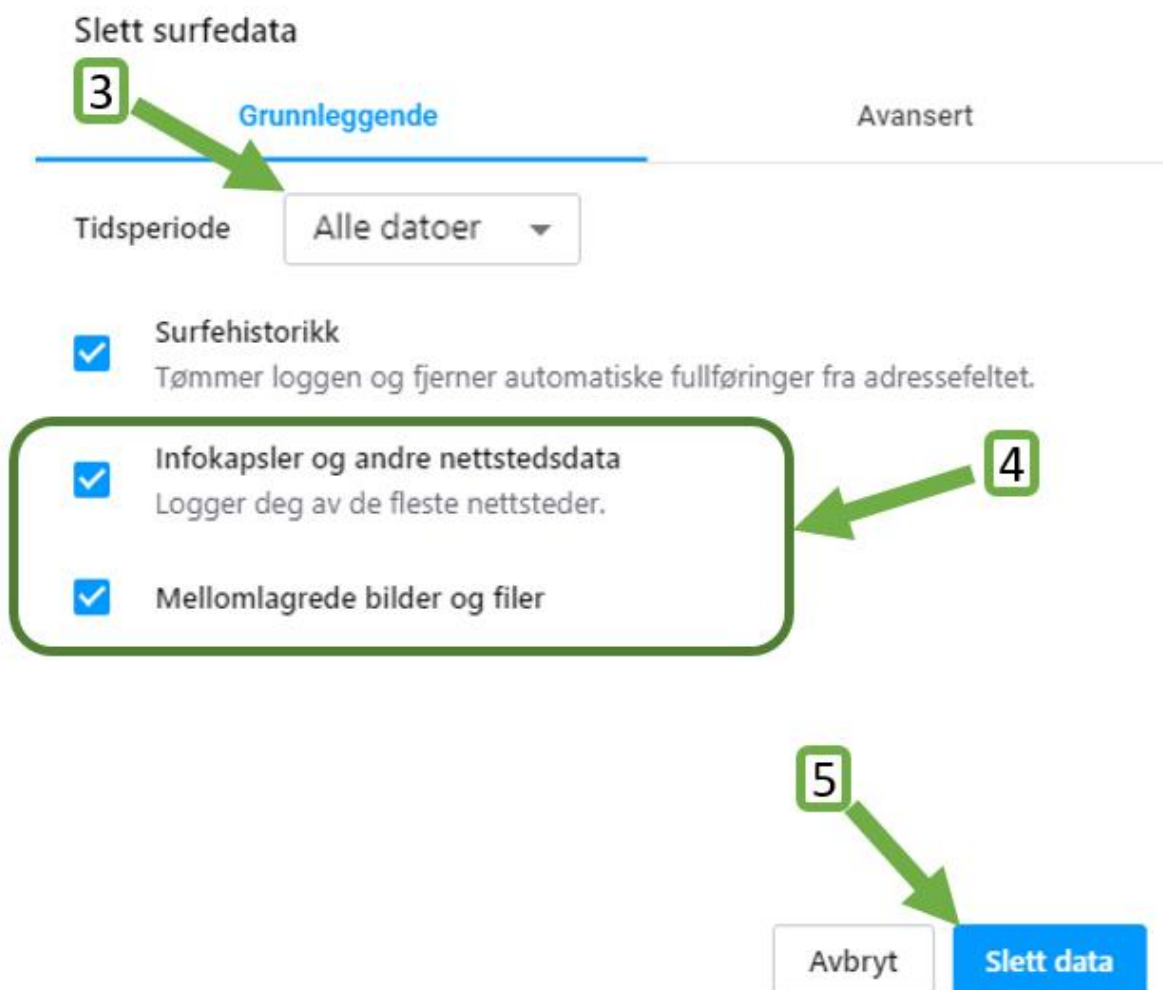 Slett surfedata
3
Grunnleggende Avansert
Tidsperiode Alle datoer
Surfehistorikk
Tømmer loggen og fjerner automatiske fullføringer fra adressefeltet.
Infokapsler og andre nettstedsdata
4
Logger deg av de fleste nettsteder.
Mellomlagrede bilder og filer
5
Avbryt Slett data